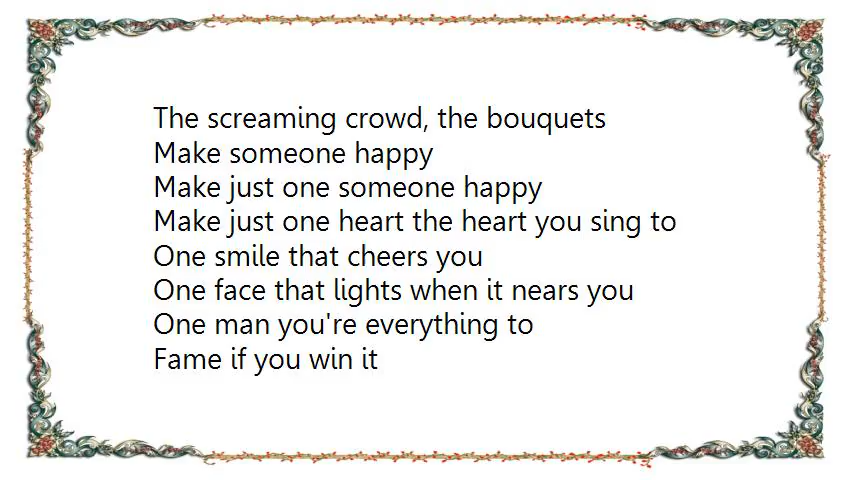 The screaming crowd, the bouquets
Make someone happy
Make just one someone happy
Make just one heart the heart you sing to
One smile that cheers you
One face that lights when it nears you
One man you're everything to
Fame if you win it